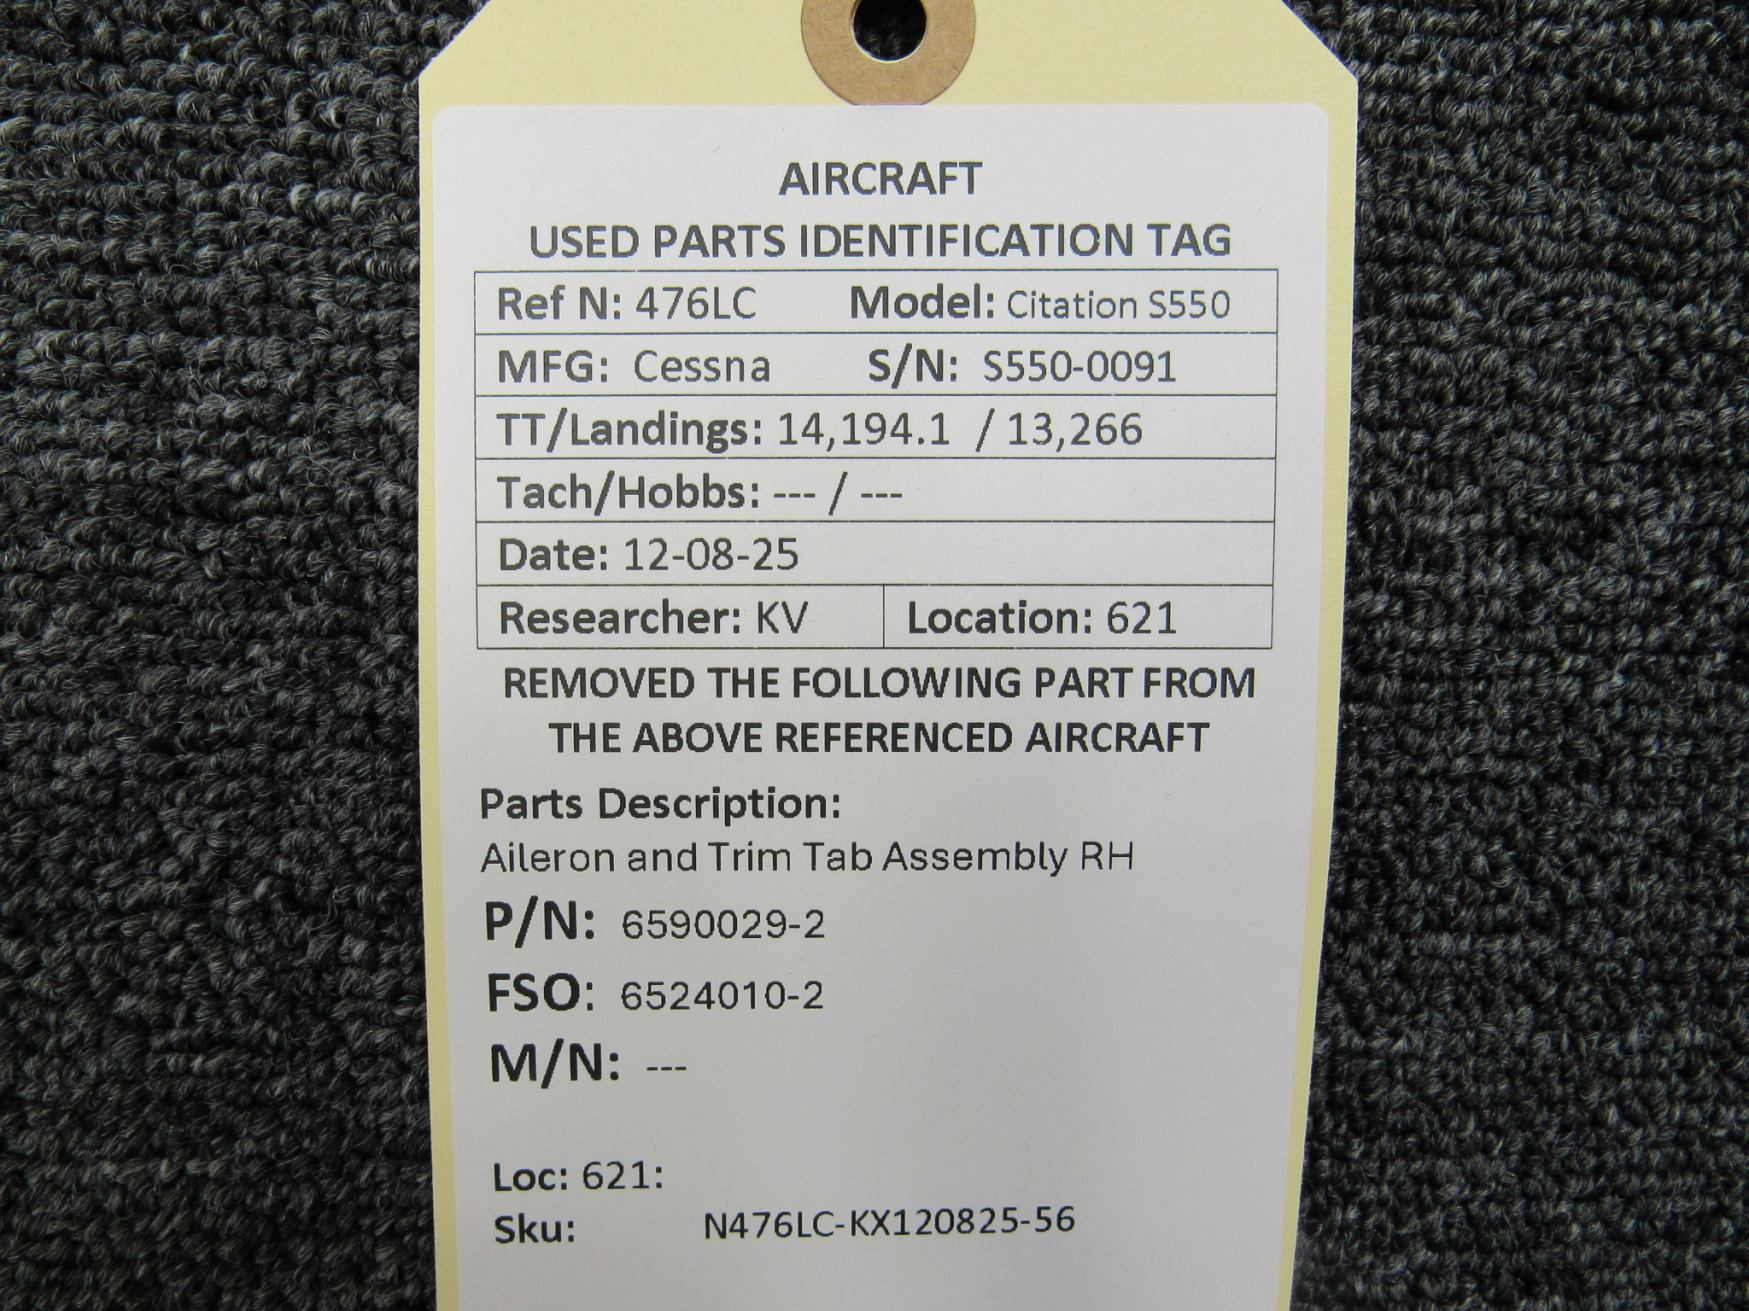 AIRCRAFT
USED PARTS IDENTIFICATION TAG
Ref N: 476LC Model: Citation S550
MFG: Cessna S/N: S550-0091
TT/Landings: 14,194.1 / 13,266
Tach/Hobbs: --- / ---
Date: 12-08-25
Researcher: KV Location: 621
REMOVED THE FOLLOWING PART FROM
THE ABOVE REFERENCED AIRCRAFT
Parts Description:
Aileron and Trim Tab Assembly RH
P/N: 6590029-2
FSO: 6524010-2
M/N: ---
Loc: 621:
Sku: N476LC-KX120825-56